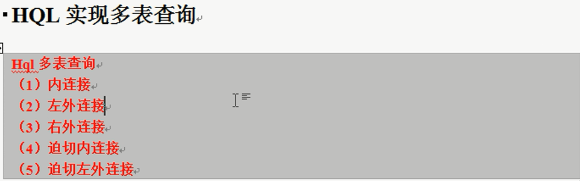 HQL 实现多表查询
Hql 多表查询
（1）内连接
（2）左外连接
（3）右外连接
（4）迫切内连接
（5）迫切左外连接